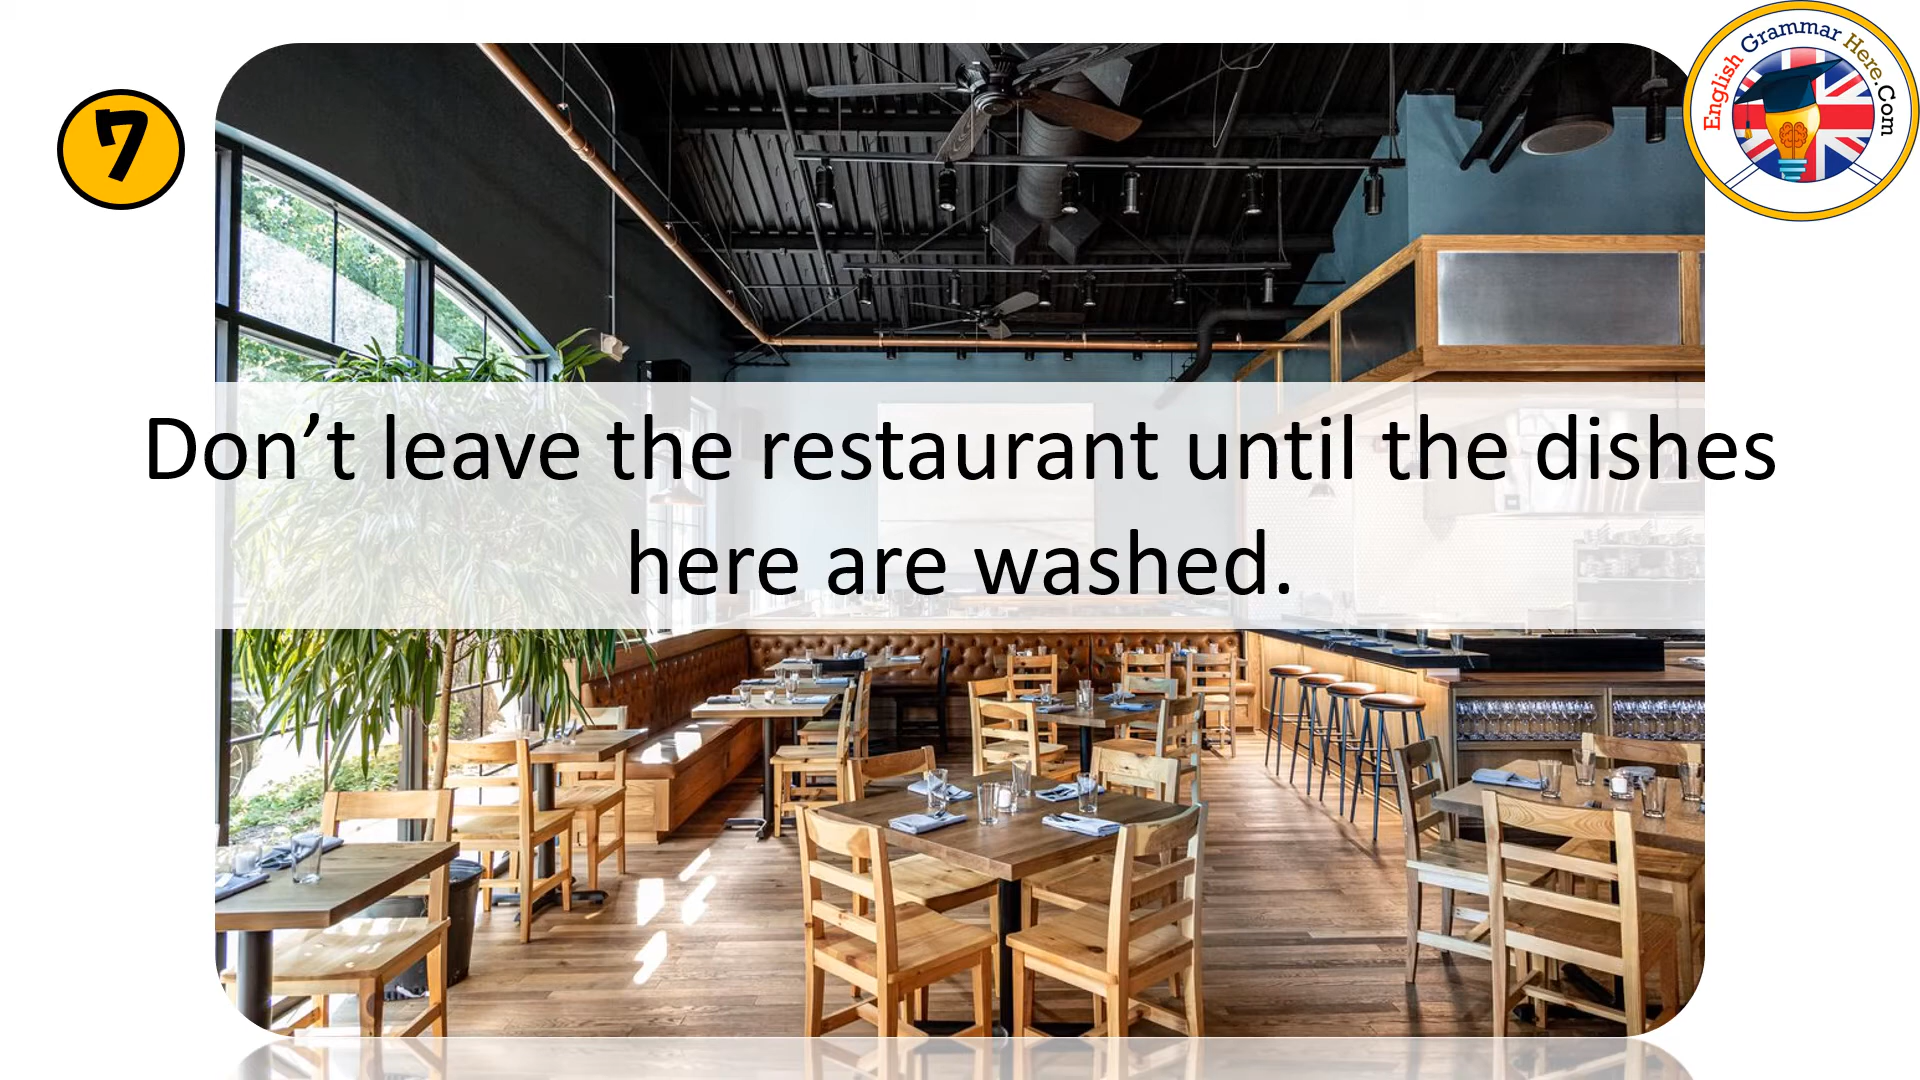 7
English Grammar Here.Com
Don’t leave the restaurant until the dishes
here are washed.